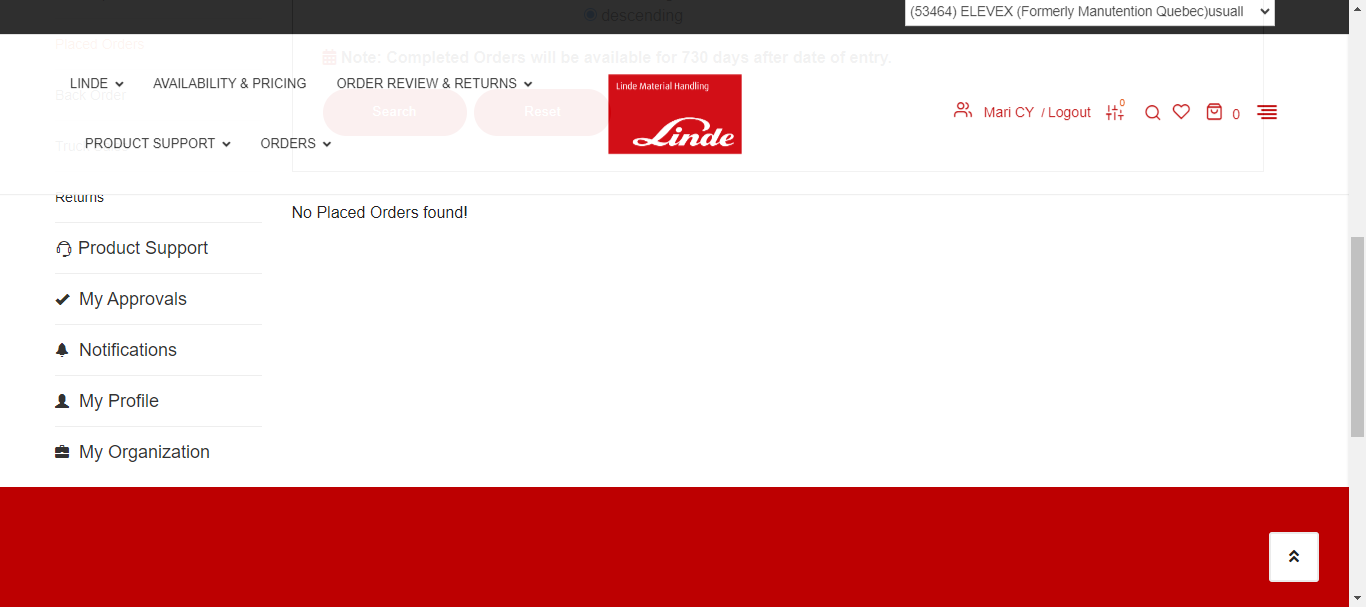 descending
(53464) ELEVEX (Formerly Manutention Quebec)usuall
Placed Orders
Note: Completed Orders will be available for 730 days after date of entry.
LINDE
AVAILABILITY & PRICING
ORDER REVIEW & RETURNS
Linde Material Handling
Linde
Back Order
Search
Reset
Mari CY / Logout
0
0
PRODUCT SUPPORT
ORDERS
Returns
No Placed Orders found!
Product Support
My Approvals
Notifications
My Profile
My Organization